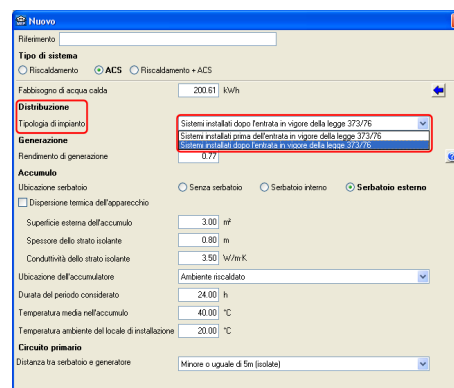 Nuovo
Riferimento
Tipo di sistema
Riscaldamento ACS Riscaldamento + ACS
Fabbisogno di acqua calda 200.61 kWh
Distribuzione
Tipologia di impianto Sistemi installati dopo l'entrata in vigore della legge 373/76
Sistemi installati prima dell'entrata in vigore della legge 373/76
Sistemi installati dopo l'entrata in vigore della legge 373/76
Generazione
Rendimento di generazione 0.77
Accumulo
Ubicazione serbatoio Senza serbatoio Serbatoio interno Serbatoio esterno
Dispersione termica dell'apparecchio
Superficie esterna dell'accumulo 3.00 m²
Spessore dello strato isolante 0.80 m
Conduttività dello strato isolante 3.50 W/m·K
Ubicazione dell'accumulatore Ambiente riscaldato
Durata del periodo considerato 24.00 h
Temperatura media nell'accumulo 40.00 °C
Temperatura ambiente del locale di installazione 20.00 °C
Circuito primario
Distanza tra serbatoio e generatore Minore o uguale di 5m (isolate)